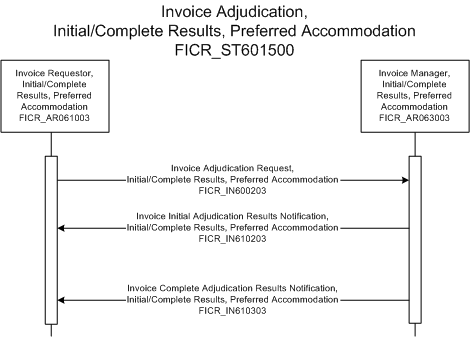 Invoice Adjudication,
Initial/Complete Results, Preferred Accommodation
FICR_ST601500
Invoice Requestor,
Initial/Complete
Results, Preferred
Accommodation
FICR_AR061003
Invoice Manager,
Initial/Complete
Results, Preferred
Accommodation
FICR_AR063003
Invoice Adjudication Request,
Initial/Complete Results, Preferred Accommodation
FICR_IN600203
Invoice Initial Adjudication Results Notification,
Initial/Complete Results, Preferred Accommodation
FICR_IN610203
Invoice Complete Adjudication Results Notification,
Initial/Complete Results, Preferred Accommodation
FICR_IN610303